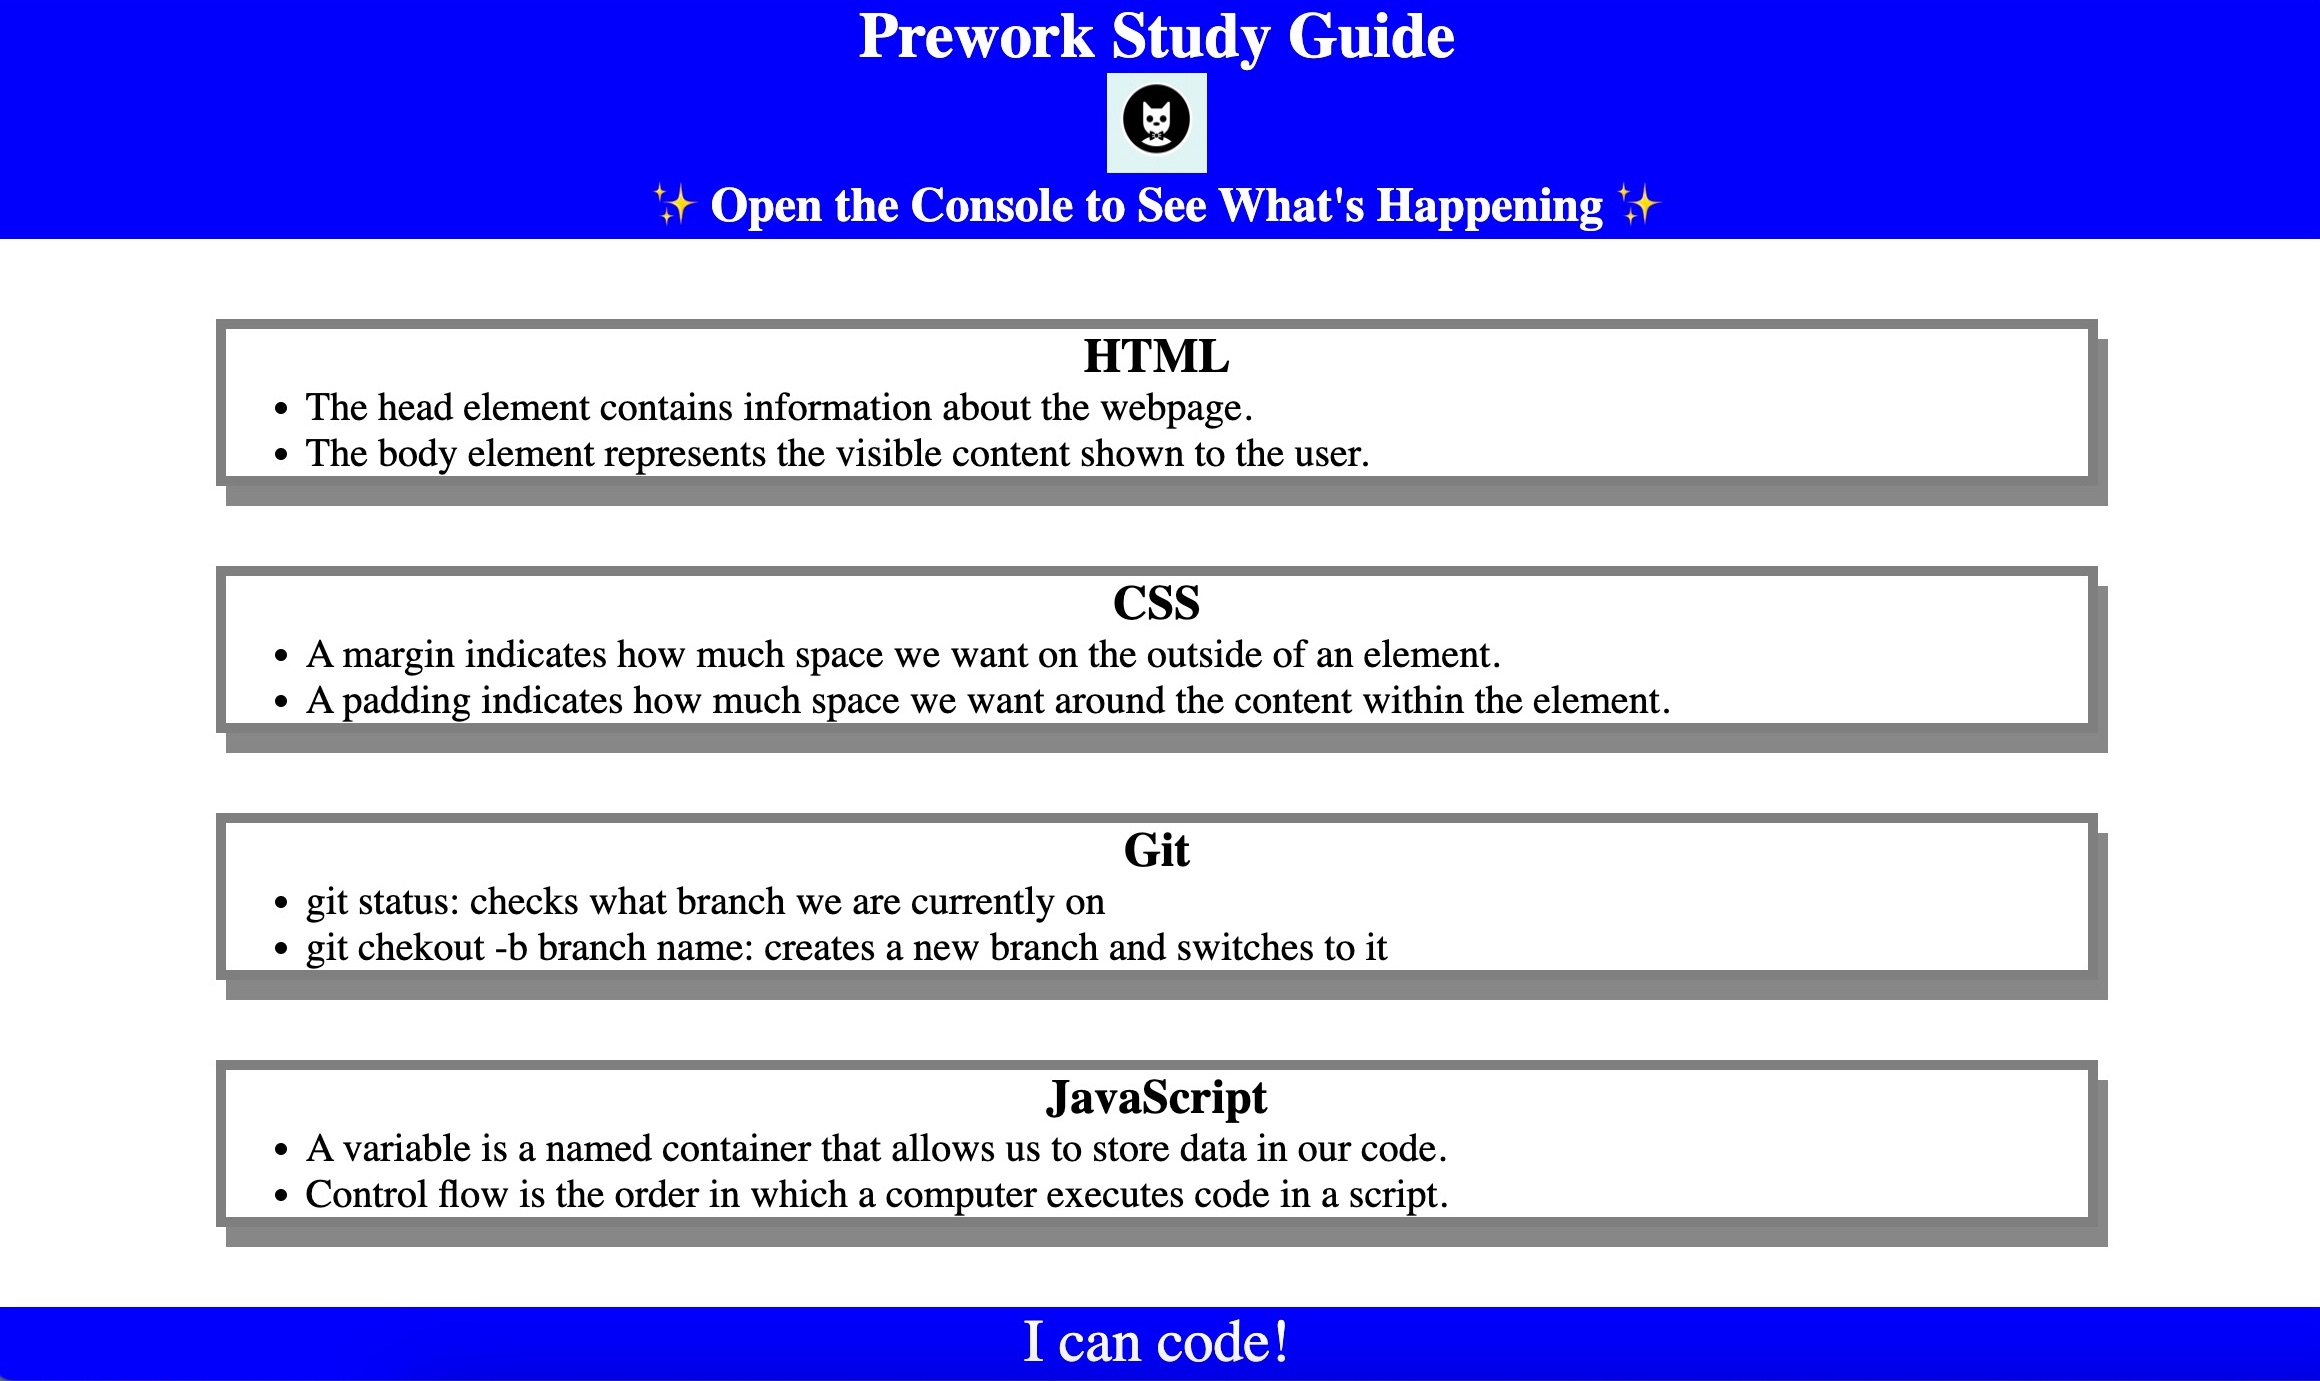 Prework Study Guide
✨ Open the Console to See What's Happening ✨
HTML
• The head element contains information about the webpage.
• The body element represents the visible content shown to the user.
CSS
• A margin indicates how much space we want on the outside of an element.
• A padding indicates how much space we want around the content within the element.
Git
• git status: checks what branch we are currently on
• git chekout -b branch name: creates a new branch and switches to it
JavaScript
• A variable is a named container that allows us to store data in our code.
• Control flow is the order in which a computer executes code in a script.
I can code!